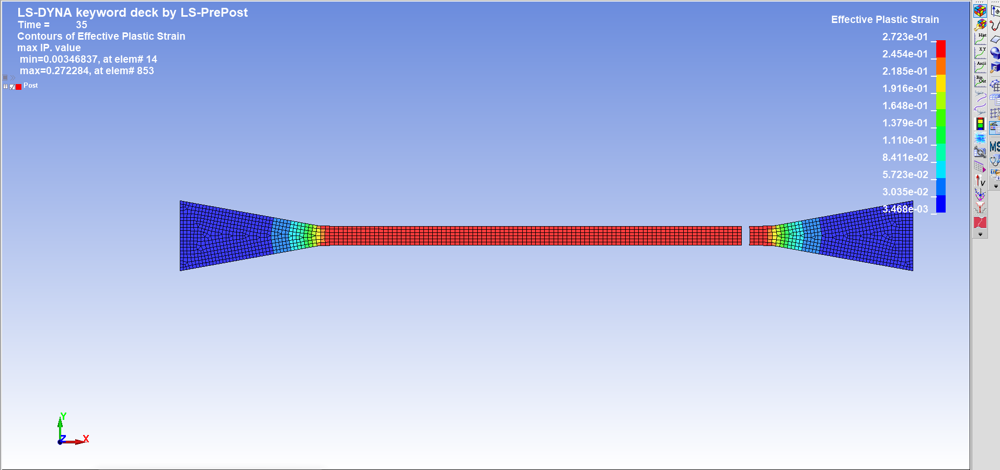 LS-DYNA keyword deck by LS-PrePost
Time = 35
Contours of Effective Plastic Strain
max IP. value
min=0.00346837, at elem# 14
max=0.272284, at elem# 853
Post
Effective Plastic Strain
2.723e-01
2.454e-01
2.185e-01
1.916e-01
1.648e-01
1.379e-01
1.110e-01
8.411e-02
5.723e-02
3.035e-02
3.468e-03
Hist
X Y
Ascii
Bin
Out
V
MS
Y
Z
X